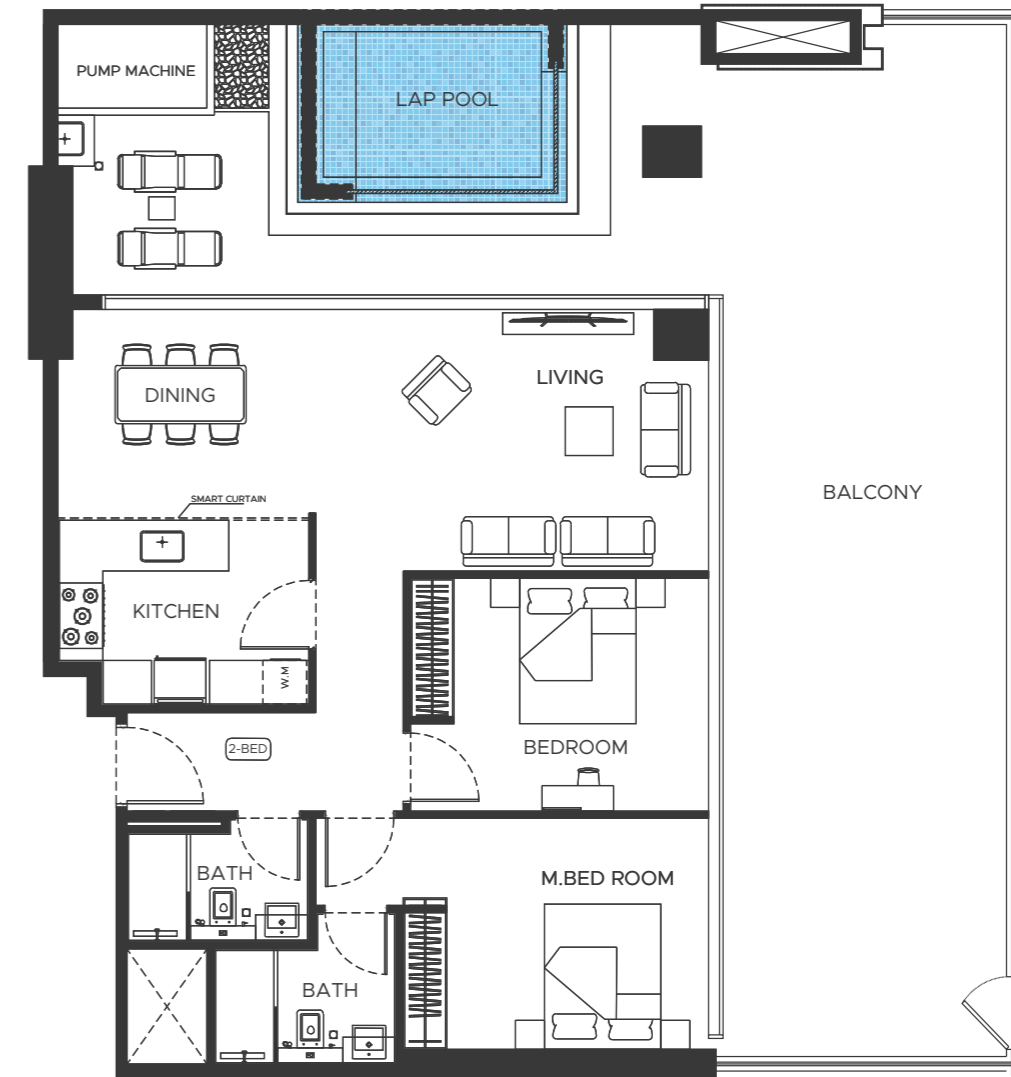 PUMP MACHINE
LAP POOL
DINING
LIVING
BALCONY
SMART CURTAIN
KITCHEN
W.M
2-BED
BEDROOM
BATH
M.BED ROOM
BATH